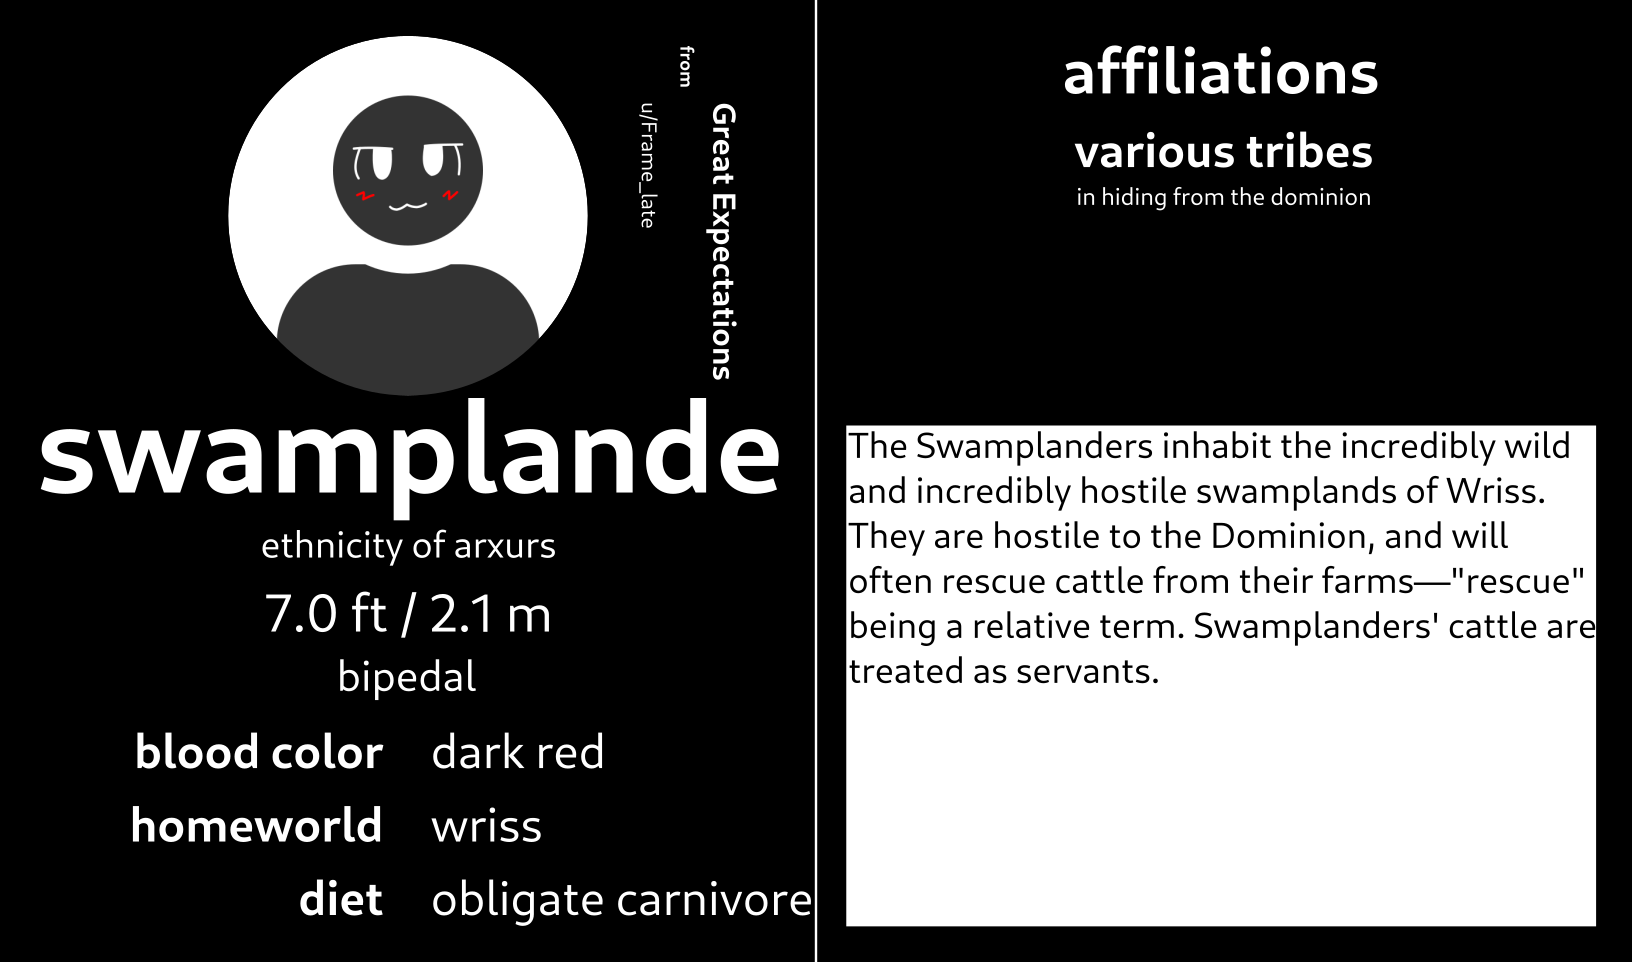 from
Great Expectations
u/Frame_late
swamplande
ethnicity of arxurs
7.0 ft / 2.1 m
bipedal
blood color dark red
homeworld wriss
diet obligate carnivore
affiliations
various tribes
in hiding from the dominion
The Swamplanders inhabit the incredibly wild
and incredibly hostile swamplands of Wriss.
They are hostile to the Dominion, and will
often rescue cattle from their farms—"rescue"
being a relative term. Swamplanders' cattle are
treated as servants.